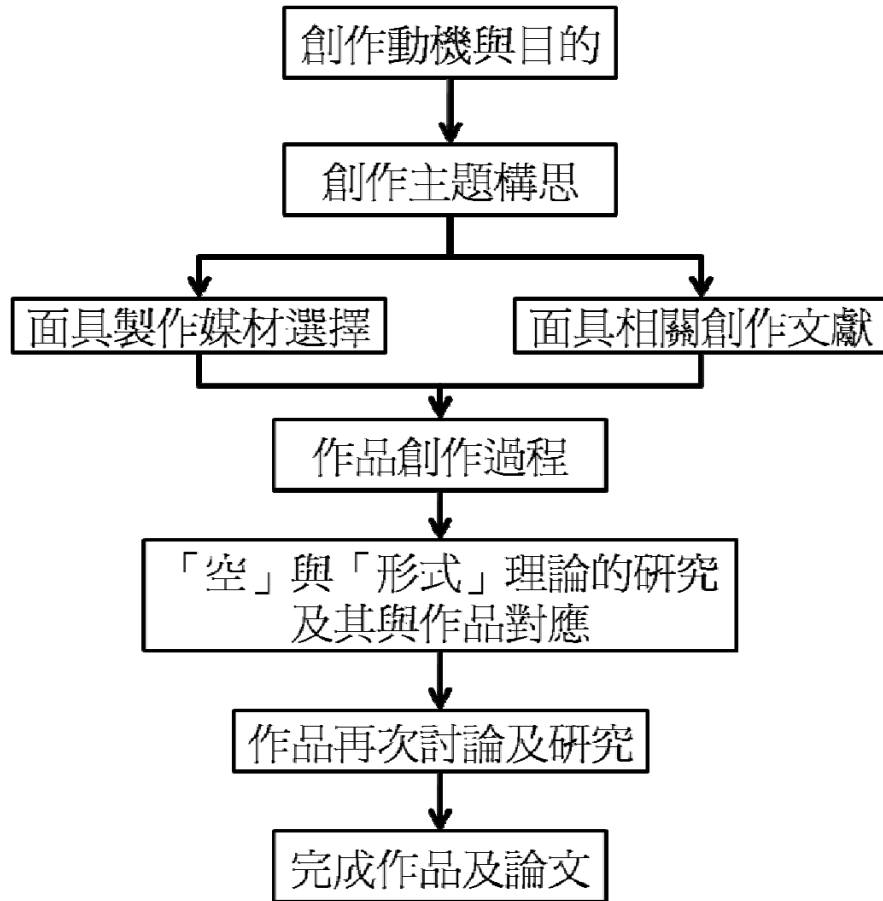 創作動機與目的
創作主題構思
面具製作媒材選擇
面具相關創作文獻
作品創作過程
「空」與「形式」理論的研究
及其與作品對應
作品再次討論及研究
完成作品及論文